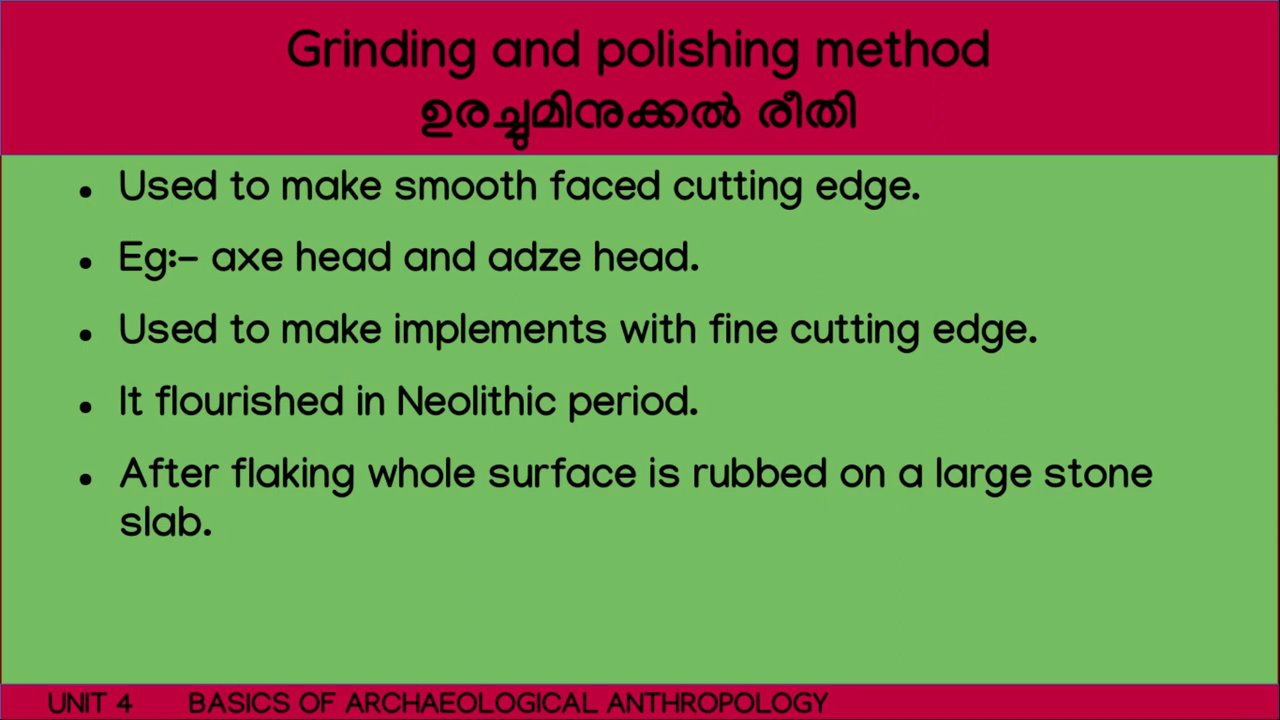 Grinding and polishing method
ഉരച്ചുമിനുക്കൽ രീതി
• Used to make smooth faced cutting edge.
• Eg:- axe head and adze head.
• Used to make implements with fine cutting edge.
• It flourished in Neolithic period.
• After flaking whole surface is rubbed on a large stone
slab.
UNIT 4 BASICS OF ARCHAEOLOGICAL ANTHROPOLOGY